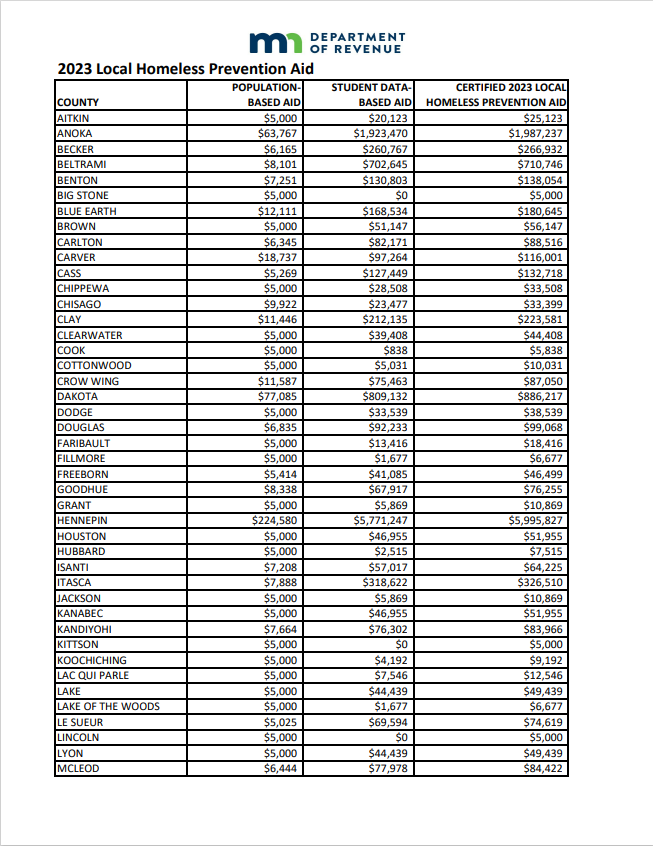 DEPARTMENT
OF REVENUE
2023 Local Homeless Prevention Aid
COUNTY POPULATION-BASED AID STUDENT DATA-BASED AID CERTIFIED 2023 LOCAL HOMELESS PREVENTION AID
AITKIN $5,000 $20,123 $25,123
ANOKA $63,767 $1,923,470 $1,987,237
BECKER $6,165 $260,767 $266,932
BELTRAMI $8,101 $702,645 $710,746
BENTON $7,251 $130,803 $138,054
BIG STONE $5,000 $0 $5,000
BLUE EARTH $12,111 $168,534 $180,645
BROWN $5,000 $51,147 $56,147
CARLTON $6,345 $82,171 $88,516
CARVER $18,737 $97,264 $116,001
CASS $5,269 $127,449 $132,718
CHIPPEWA $5,000 $28,508 $33,508
CHISAGO $9,922 $23,477 $33,399
CLAY $11,446 $212,135 $223,581
CLEARWATER $5,000 $39,408 $44,408
COOK $5,000 $838 $5,838
COTTONWOOD $5,000 $5,031 $10,031
CROW WING $11,587 $75,463 $87,050
DAKOTA $77,085 $809,132 $886,217
DODGE $5,000 $33,539 $38,539
DOUGLAS $6,835 $92,233 $99,068
FARIBAULT $5,000 $13,416 $18,416
FILLMORE $5,000 $1,677 $6,677
FREEBORN $5,414 $41,085 $46,499
GOODHUE $8,338 $67,917 $76,255
GRANT $5,000 $5,869 $10,869
HENNEPIN $224,580 $5,771,247 $5,995,827
HOUSTON $5,000 $46,955 $51,955
HUBBARD $5,000 $2,515 $7,515
ISANTI $7,208 $57,017 $64,225
ITASCA $7,888 $318,622 $326,510
JACKSON $5,000 $5,869 $10,869
KANABEC $5,000 $46,955 $51,955
KANDIYOHI $7,664 $76,302 $83,966
KITTSON $5,000 $0 $5,000
KOOCHICHING $5,000 $4,192 $9,192
LAC QUI PARLE $5,000 $7,546 $12,546
LAKE $5,000 $44,439 $49,439
LAKE OF THE WOODS $5,000 $1,677 $6,677
LE SUEUR $5,025 $69,594 $74,619
LINCOLN $5,000 $0 $5,000
LYON $5,000 $44,439 $49,439
MCLEOD $6,444 $77,978 $84,422